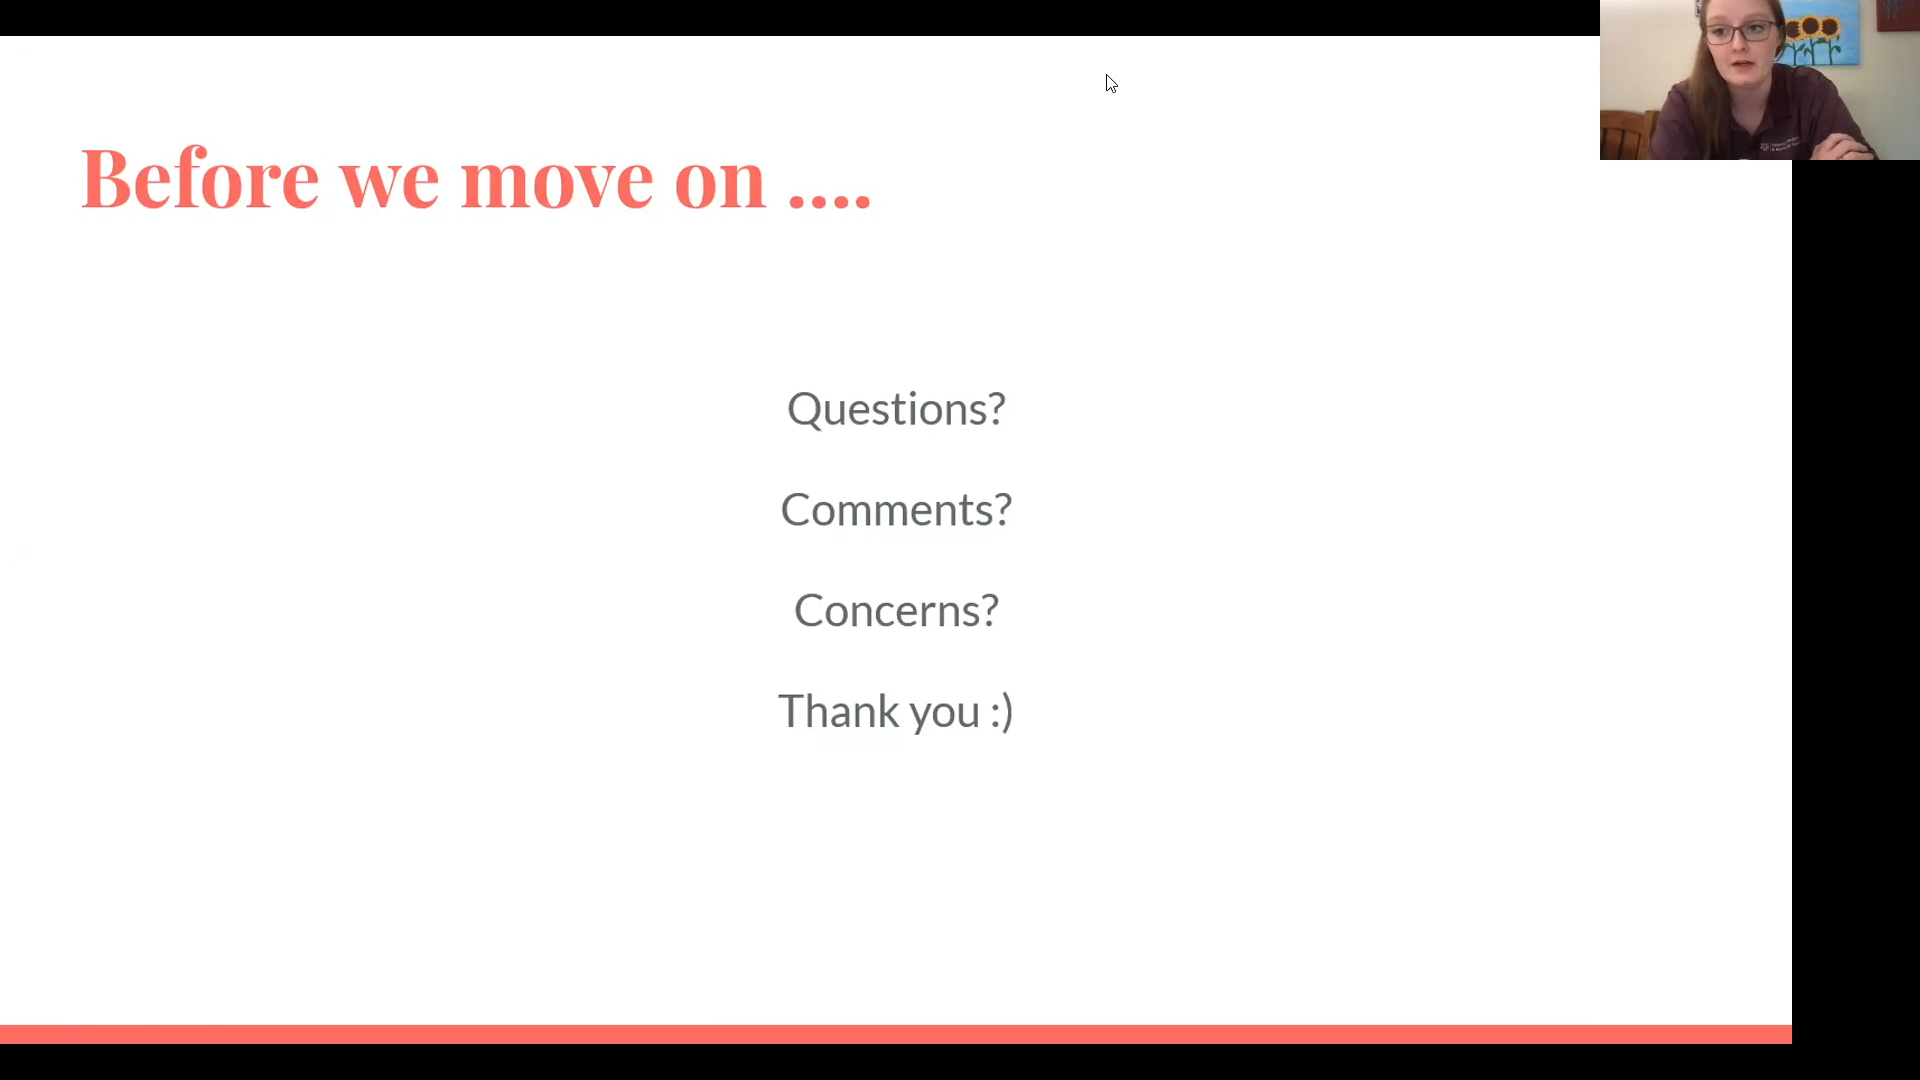 Before we move on ....
Questions?
Comments?
Concerns?
Thank you :)